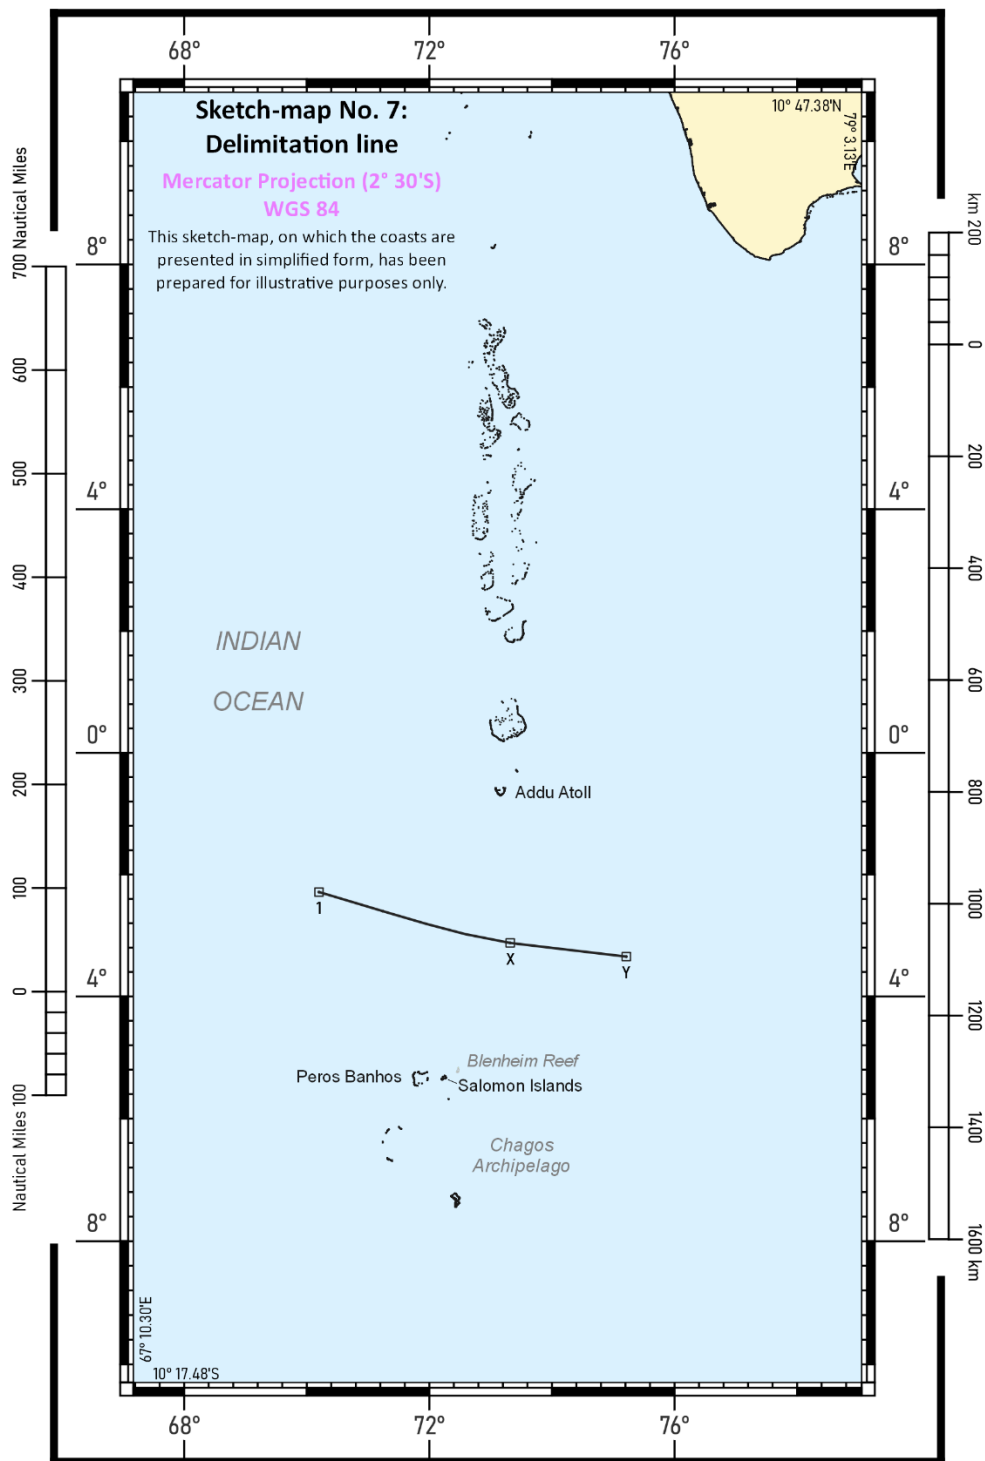 68° 72° 76°
Sketch-map No. 7:
Delimitation line
Mercator Projection (2° 30'S)
WGS 84
This sketch-map, on which the coasts are
presented in simplified form, has been
prepared for illustrative purposes only.
10° 47.38'N
79° 3.13'E
700 Nautical Miles
600
500
400
300
200
100
0
Nautical Miles 100
km 200
0
200
400
600
800
1000
1200
1400
1600 km
8° 8°
4° 4°
INDIAN
OCEAN
0° 0°
Addu Atoll
1
X
Y
4° 4°
Blenheim Reef
Peros Banhos
Salomon Islands
Chagos
Archipelago
8° 8°
67° 10.30'E
10° 17.48'S
68° 72° 76°